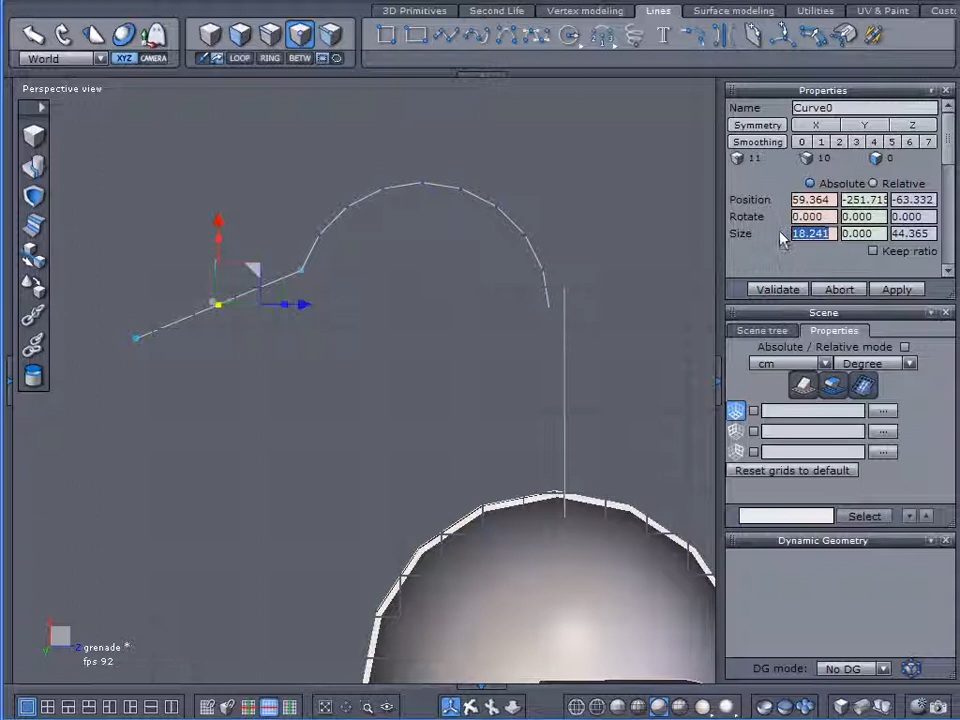 3D Primitives Second Life Vertex modeling Lines Surface modeling Utilities UV & Paint Custo
World XYZ CAMERA LOOP RING BETW
Perspective view
Properties
Name Curve0
Symmetry X Y Z
Smoothing 0 1 2 3 4 5 6 7
11 10 0
Absolute Relative
Position 59.364 -251.715 -63.332
Rotate 0.000 0.000 0.000
Size 18.241 0.000 44.365
Keep ratio
Validate Abort Apply
Scene
Scene tree Properties
Absolute / Relative mode
cm Degree
... 
...
...
Reset grids to default
Select
Dynamic Geometry
Z grenade *
Y
fps 92
DG mode: No DG